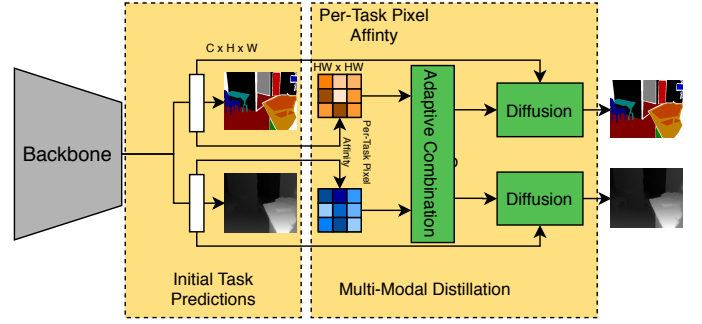 Per-Task Pixel
Affinty
C x H x W
HW x HW
Backbone
Per-Task Pixel
Affinity
Adaptive Combination
Diffusion
Diffusion
Initial Task
Predictions
Multi-Modal Distillation